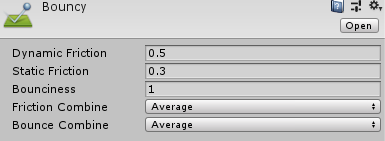 Bouncy
Open
Dynamic Friction 0.5
Static Friction 0.3
Bounciness 1
Friction Combine Average
Bounce Combine Average